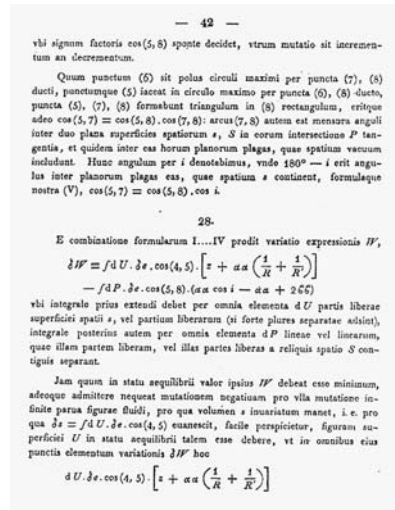 — 42 —
vbi signum factoris cos (5, 8) sponte decidet, vtrum mutatio sit incremen-
tum an decrementum.
Quum punctum (6) sit polus circuli maximi per puncta (7), (8)
ducti, punctumque (5) iaceat in circulo maximo per puncta (6), (8) ducto,
puncta (5), (7), (8) formabunt triangulum in (8) rectangulum, eritque
adeo cos (5, 7) = cos (5, 8) . cos (7, 8): arcus (7, 8) autem est mensura anguli
inter duo plana superficies spatiorum s, S in eorum intersectione P tan-
gentia, et quidem inter eas horum planorum plagas, quae spatium vacuum
includunt. Hunc angulum per i denotabimus, vnde 180° — i erit angu-
lus inter planorum plagas eas, quae spatium s continent, formulaque
nostra (V), cos (5, 7) = cos (5, 8) . cos i.
28.
E combinatione formularum I....IV prodit variatio expressionis W,
δW = ∫dU . δe . cos (4, 5) . [z + αα (1/R + 1/R')]
— ∫dP . δe . cos (5, 8) . (αα cos i — αα + 2ϐϐ)
vbi integrale prius extendi debet per omnia elementa dU partis liberae
superficiei spatii s, vel partium liberarum (si forte plures separatae adsint),
integrale posterius autem per omnia elementa dP lineae vel linearum,
quae illam partem liberam, vel illas partes liberas a reliquis spatio S con-
tiguis separant.
Jam quum in statu aequilibrii valor ipsius W debeat esse minimum,
adeoque admittere nequeat mutationem negatiuam pro vlla mutatione in-
finite parua figurae fluidi, pro qua volumen s inuariatum manet, i. e. pro
qua δs = ∫dU . δe . cos (4, 5) euanescit, facile perspicietur, figuram su-
perficiei U in statu aequilibrii talem esse debere, vt in omnibus eius
punctis elementum variationis δW hoc
dU . δe . cos (4, 5) . [z + αα (1/R + 1/R')]